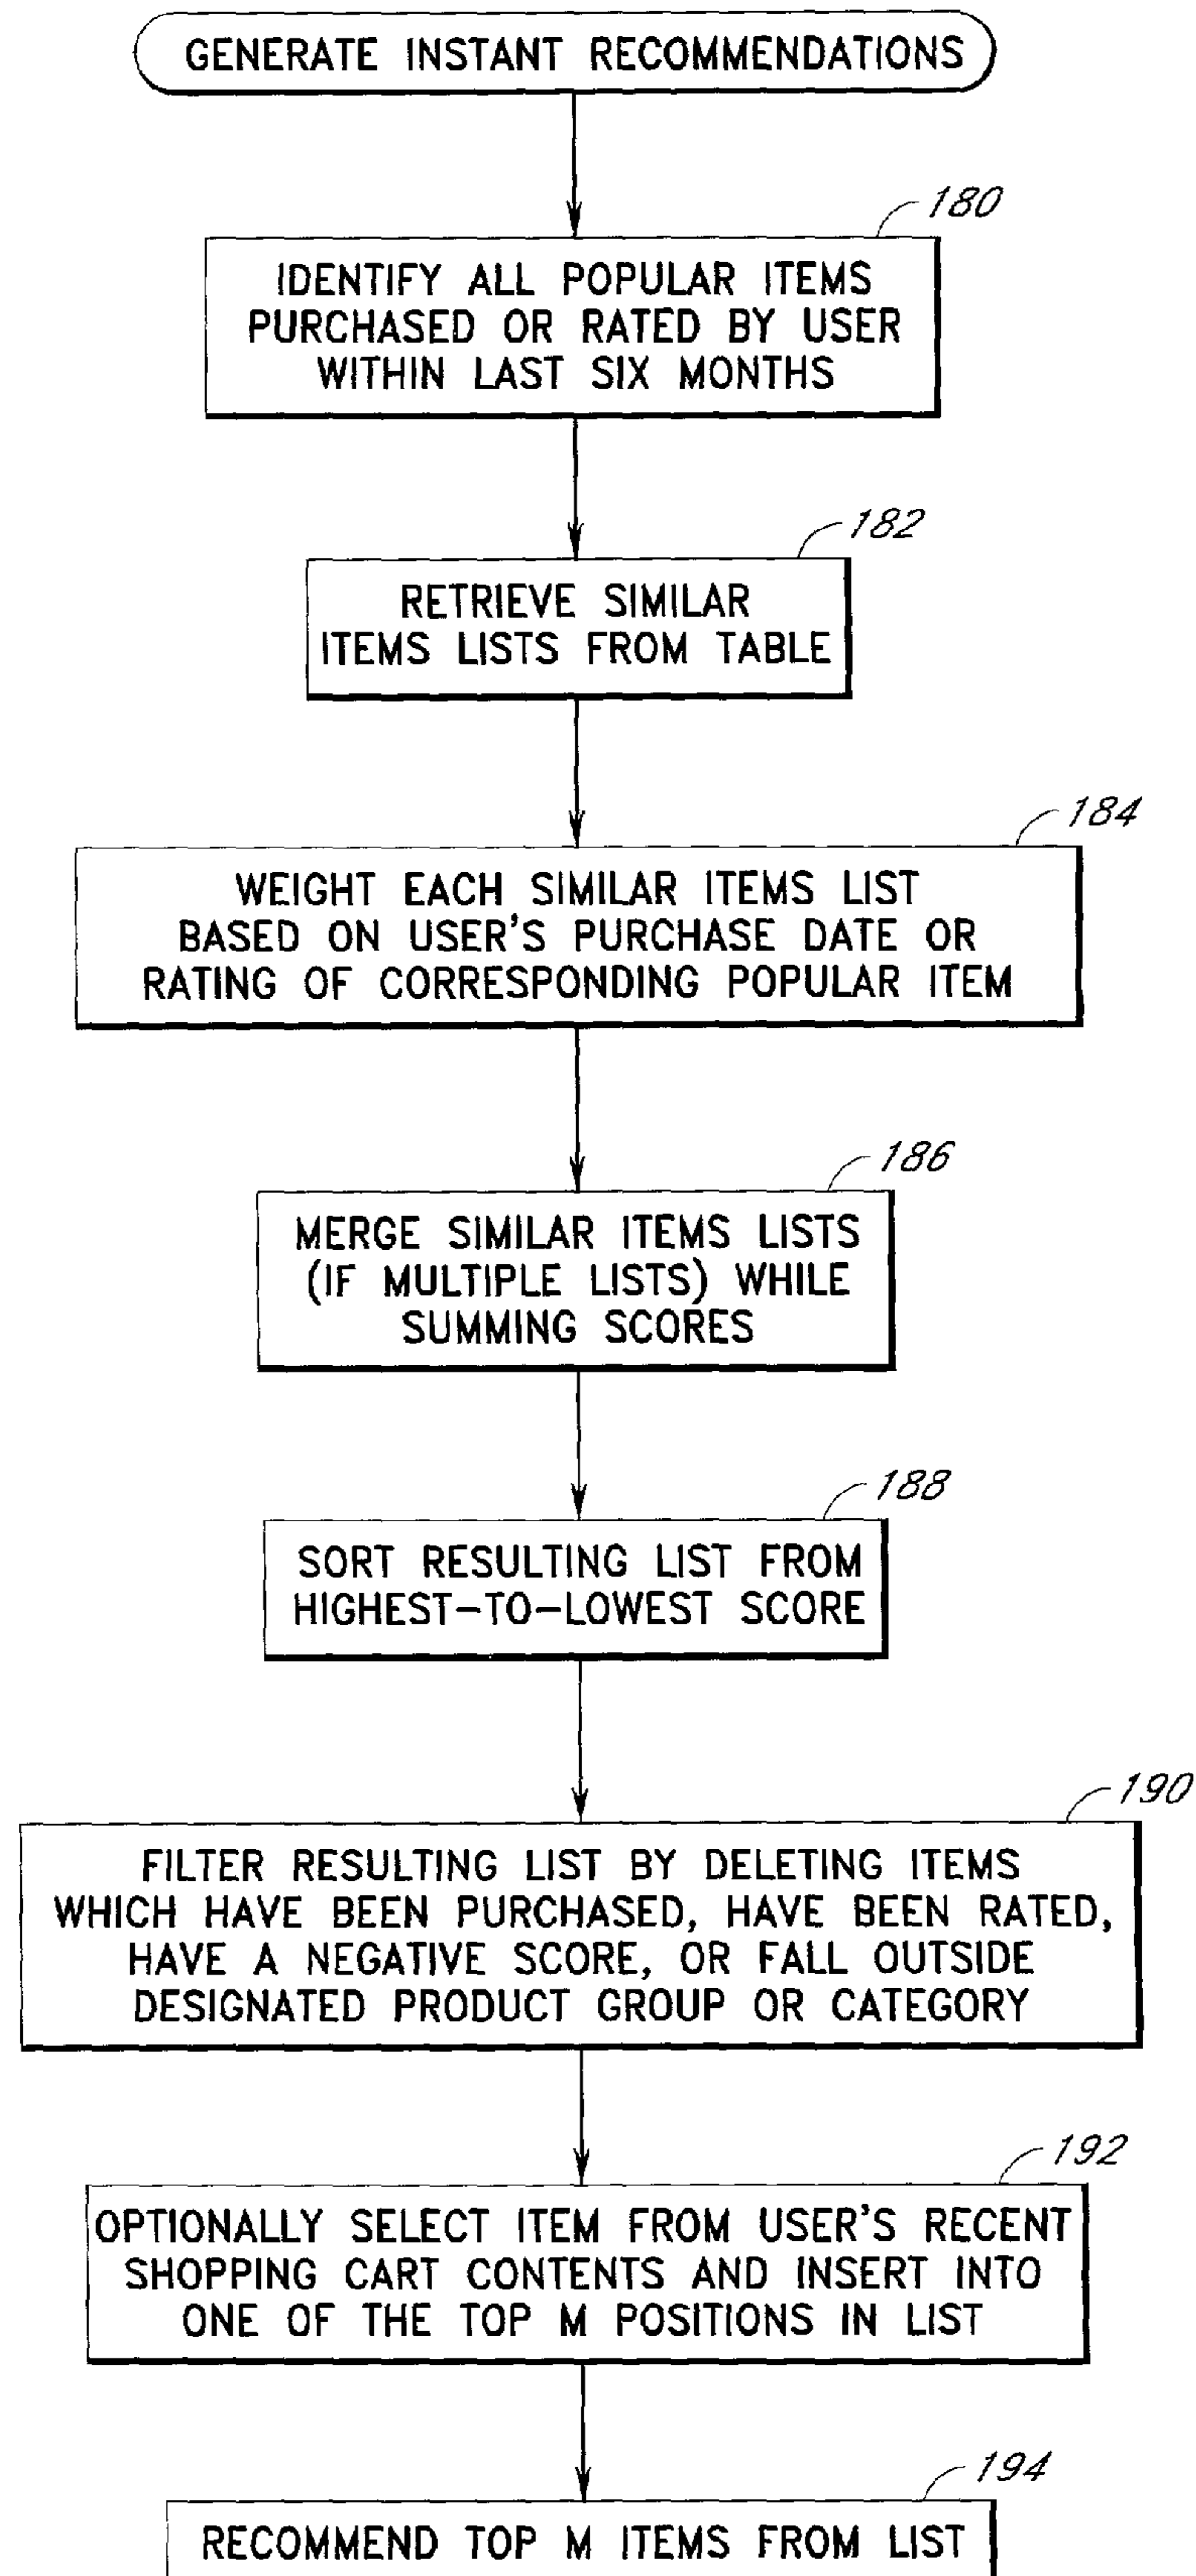 GENERATE INSTANT RECOMMENDATIONS
180
IDENTIFY ALL POPULAR ITEMS
PURCHASED OR RATED BY USER
WITHIN LAST SIX MONTHS
182
RETRIEVE SIMILAR
ITEMS LISTS FROM TABLE
184
WEIGHT EACH SIMILAR ITEMS LIST
BASED ON USER'S PURCHASE DATE OR
RATING OF CORRESPONDING POPULAR ITEM
186
MERGE SIMILAR ITEMS LISTS
(IF MULTIPLE LISTS) WHILE
SUMMING SCORES
188
SORT RESULTING LIST FROM
HIGHEST-TO-LOWEST SCORE
190
FILTER RESULTING LIST BY DELETING ITEMS
WHICH HAVE BEEN PURCHASED, HAVE BEEN RATED,
HAVE A NEGATIVE SCORE, OR FALL OUTSIDE
DESIGNATED PRODUCT GROUP OR CATEGORY
192
OPTIONALLY SELECT ITEM FROM USER'S RECENT
SHOPPING CART CONTENTS AND INSERT INTO
ONE OF THE TOP M POSITIONS IN LIST
194
RECOMMEND TOP M ITEMS FROM LIST